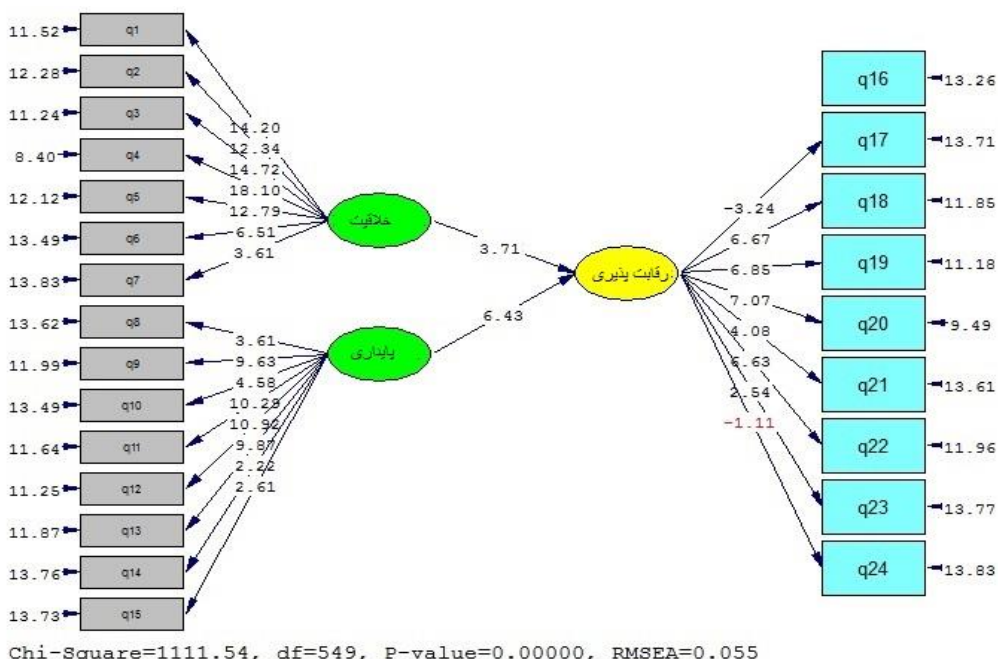 11.52 q1
12.28 q2
11.24 q3
8.40 q4
12.12 q5
13.49 q6
13.83 q7
13.62 q8
11.99 q9
13.49 q10
11.64 q11
11.25 q12
11.87 q13
13.76 q14
13.73 q15
14.20
12.34
14.72
18.10
12.79
6.51
3.61
3.61
9.63
4.58
10.29
10.92
9.87
2.22
2.61
خلاقیت
پایداری
3.71
6.43
رقابت پذیری.
-3.24
6.67
6.85
7.07
4.08
6.63
2.54
-1.11
q16 13.26
q17 13.71
q18 11.85
q19 11.18
q20 9.49
q21 13.61
q22 11.96
q23 13.77
q24 13.83
Chi-Square=1111.54, df=549, P-value=0.00000, RMSEA=0.055